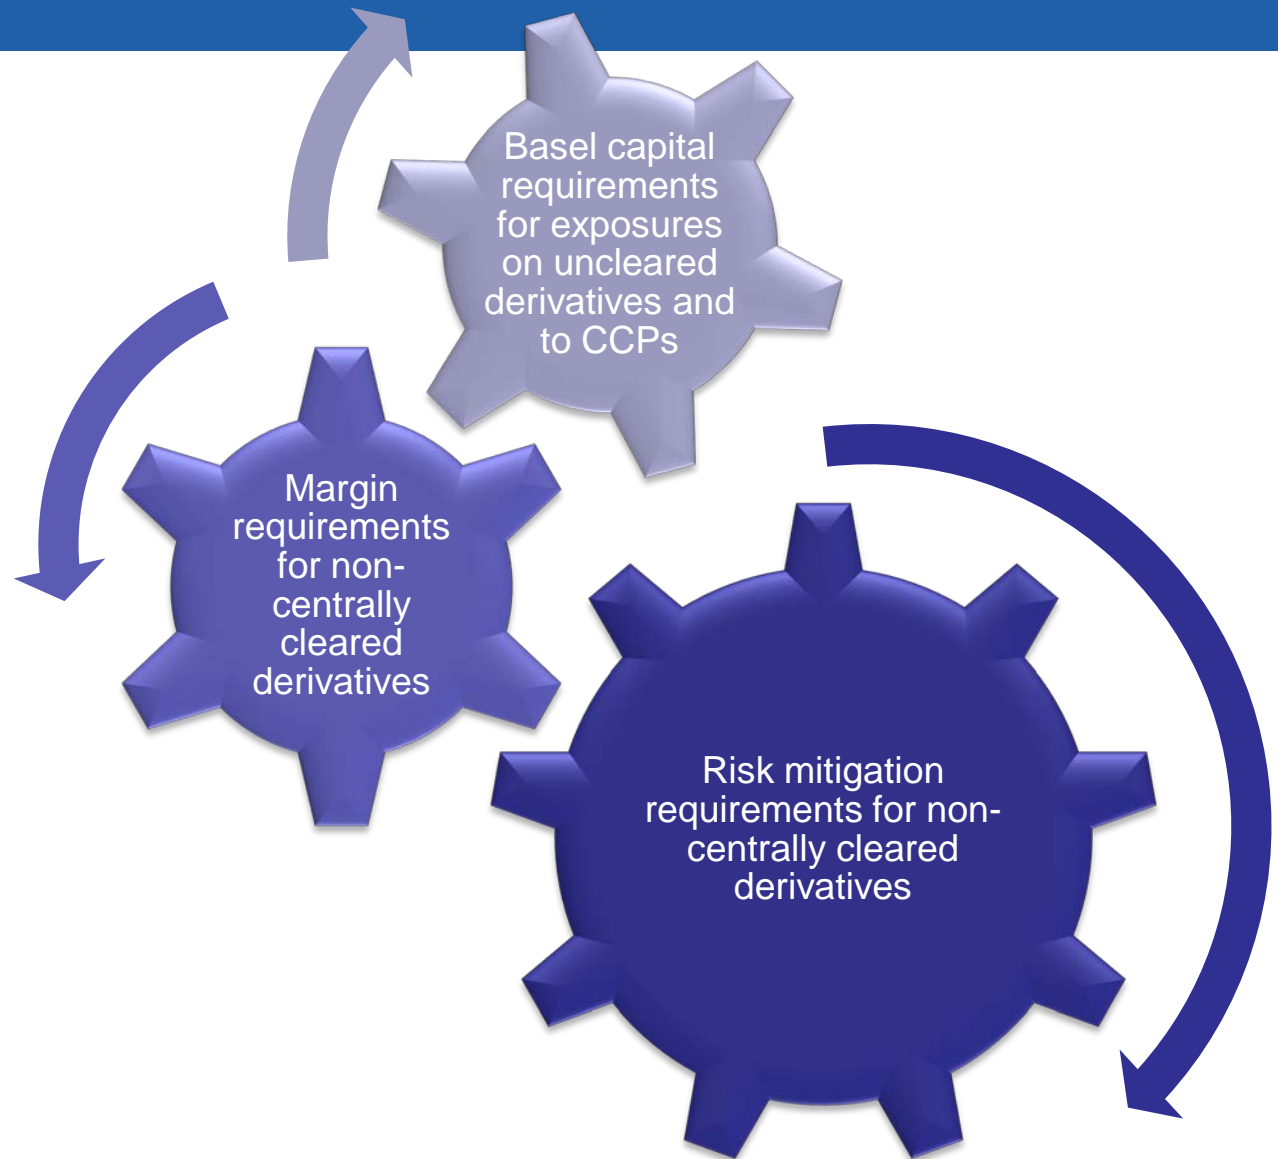 Basel capital
requirements
for exposures
on uncleared
derivatives and
to CCPs
Margin
requirements
for non-
centrally
cleared
derivatives
Risk mitigation
requirements for non-
centrally cleared
derivatives